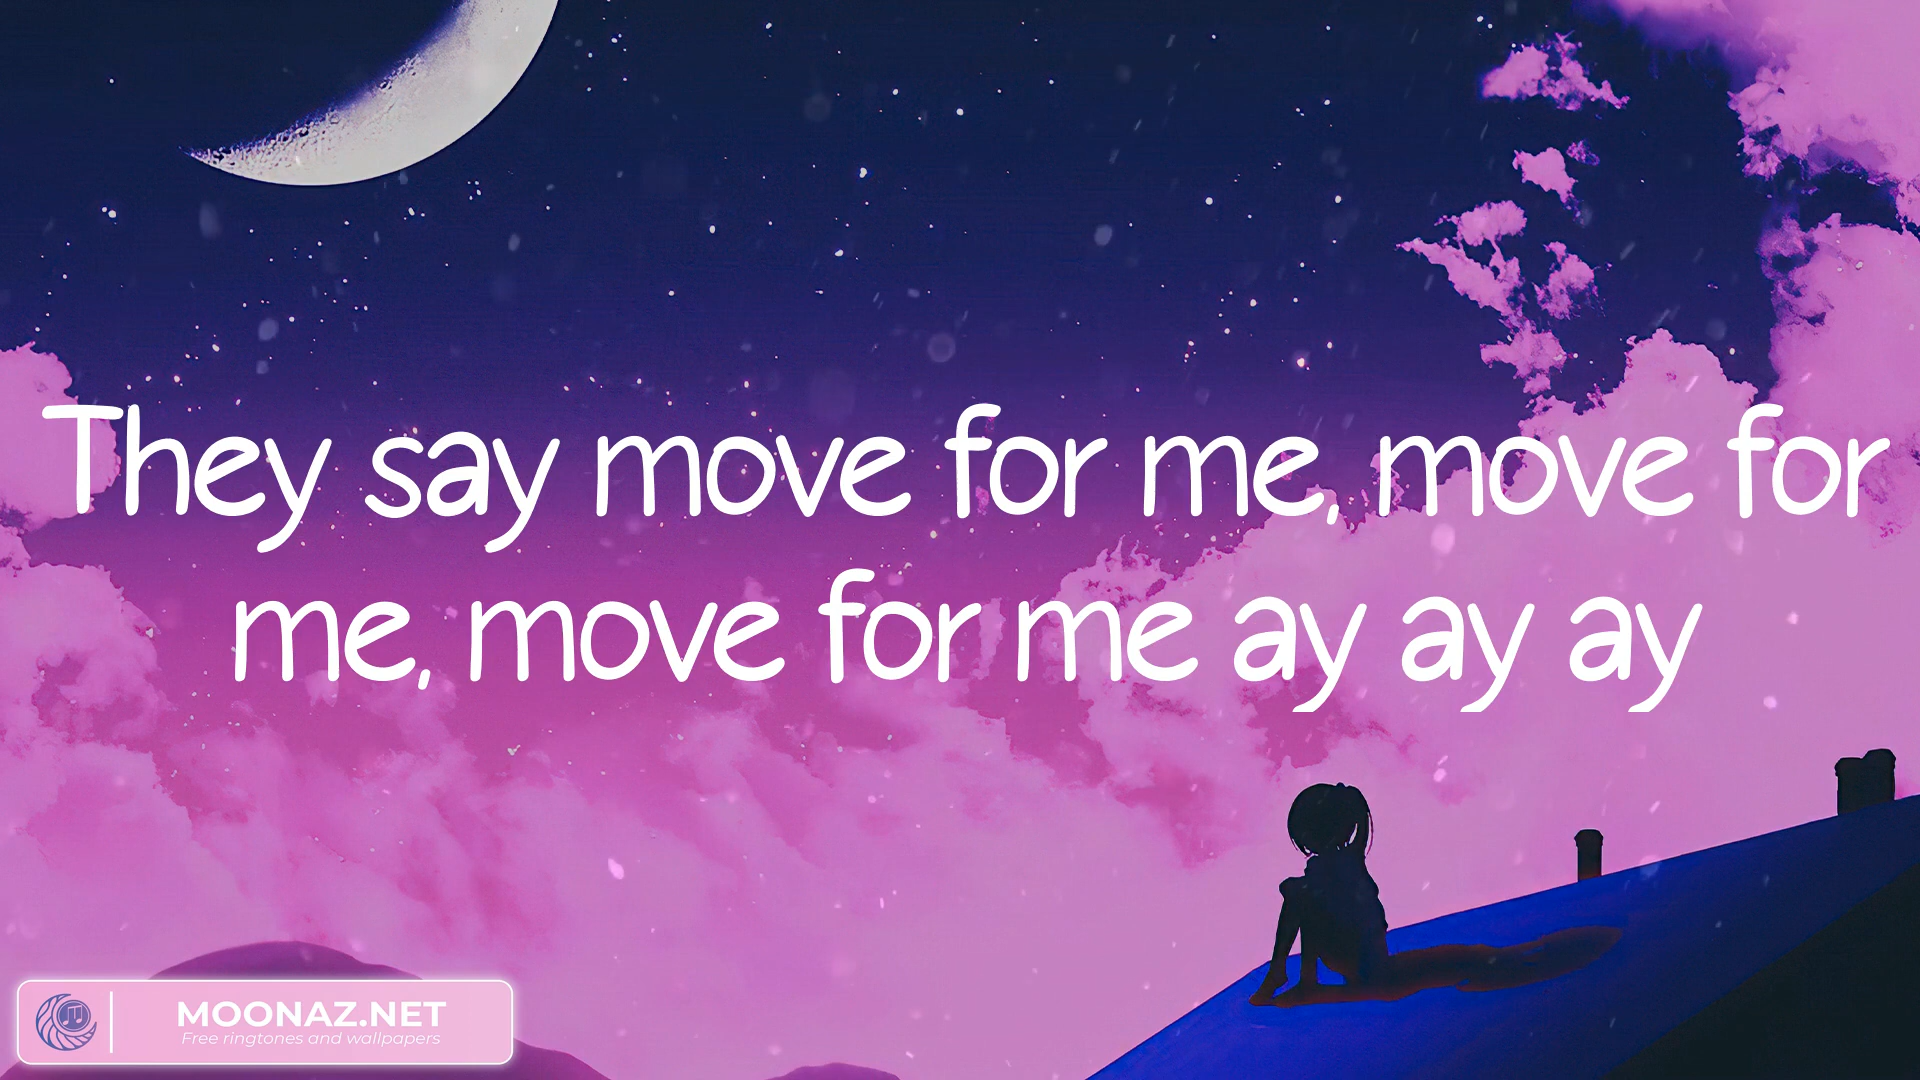 They say move for me, move for
me, move for me ay ay ay
MOONAZ.NET
Free ringtones and wallpapers